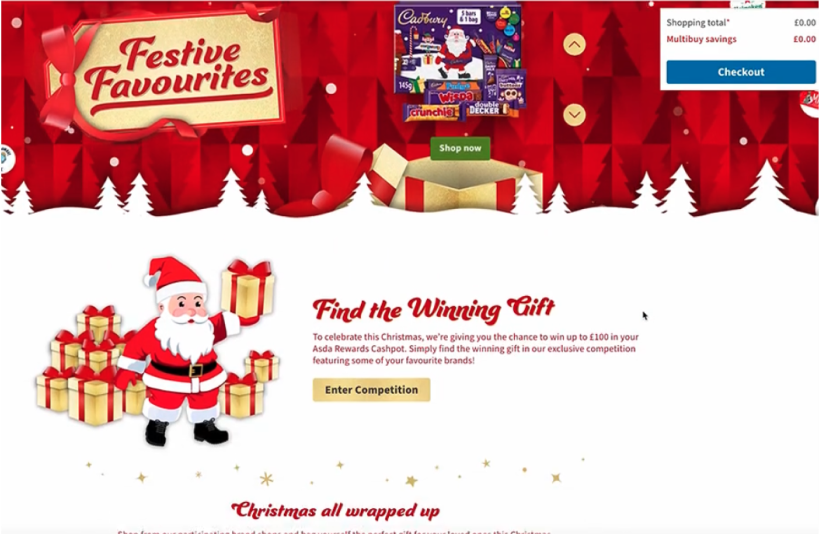 Festive
Favourites
Cadbury
5 bars
& 1 bag
145g
Wispa
crunchie
double
DECKER
Shop now
Shopping total* £0.00
Multibuy savings £0.00
Checkout
Find the Winning Gift
To celebrate this Christmas, we're giving you the chance to win up to £100 in your
Asda Rewards Cashpot. Simply find the winning gift in our exclusive competition
featuring some of your favourite brands!
Enter Competition
Christmas all wrapped up